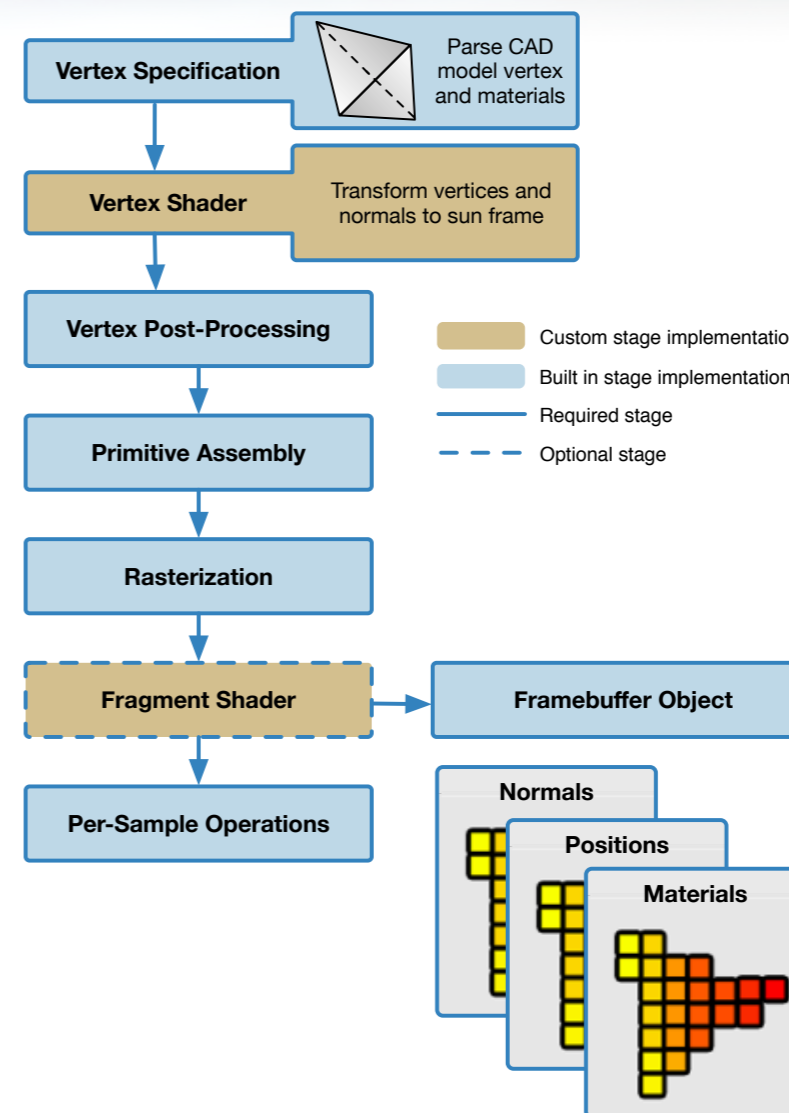 Vertex Specification
Parse CAD
model vertex
and materials
Vertex Shader
Transform vertices and
normals to sun frame
Vertex Post-Processing
Custom stage implementatio
Built in stage implementation
Required stage
Optional stage
Primitive Assembly
Rasterization
Fragment Shader
Framebuffer Object
Per-Sample Operations
Normals
Positions
Materials